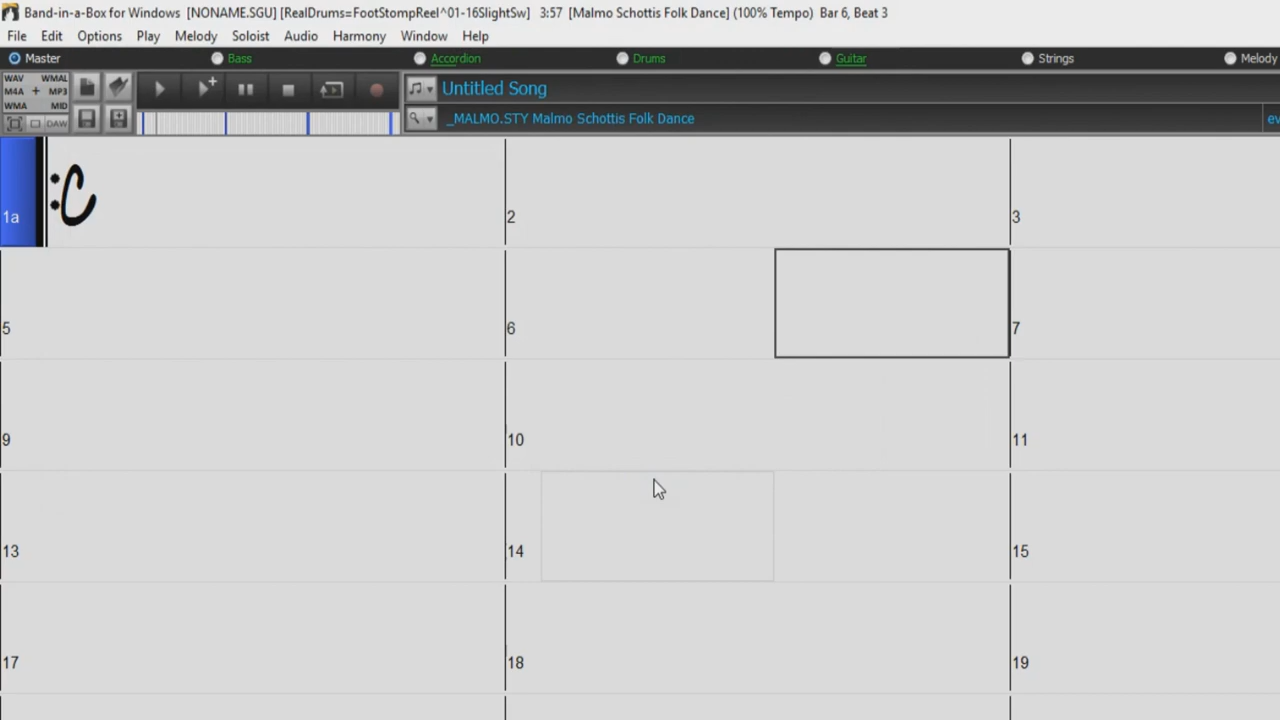 Band-in-a-Box for Windows [NONAME.SGU] [RealDrums=FootStompReel^01-16SlightSw] 3:57 [Malmo Schottis Folk Dance] (100% Tempo) Bar 6, Beat 3
File Edit Options Play Melody Soloist Audio Harmony Window Help
Master Bass Accordion Drums Guitar Strings Melody
WAV WMAL
M4A + MP3
WMA MID
DAW
Untitled Song
_MALMO.STY Malmo Schottis Folk Dance ev
:C
1a 2 3
5 6 7
9 10 11
13 14 15
17 18 19